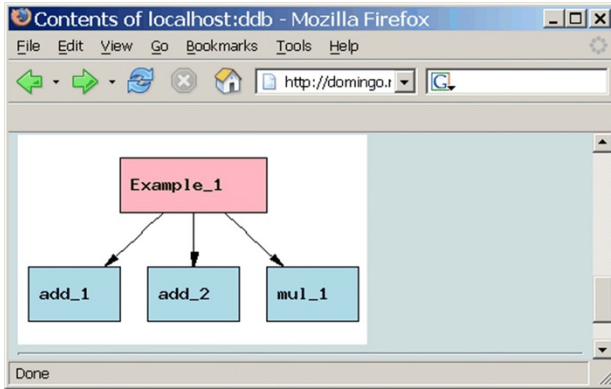 Contents of localhost:ddb - Mozilla Firefox
File Edit View Go Bookmarks Tools Help
http://domingo.r G
Example_1
add_1 add_2 mul_1
Done